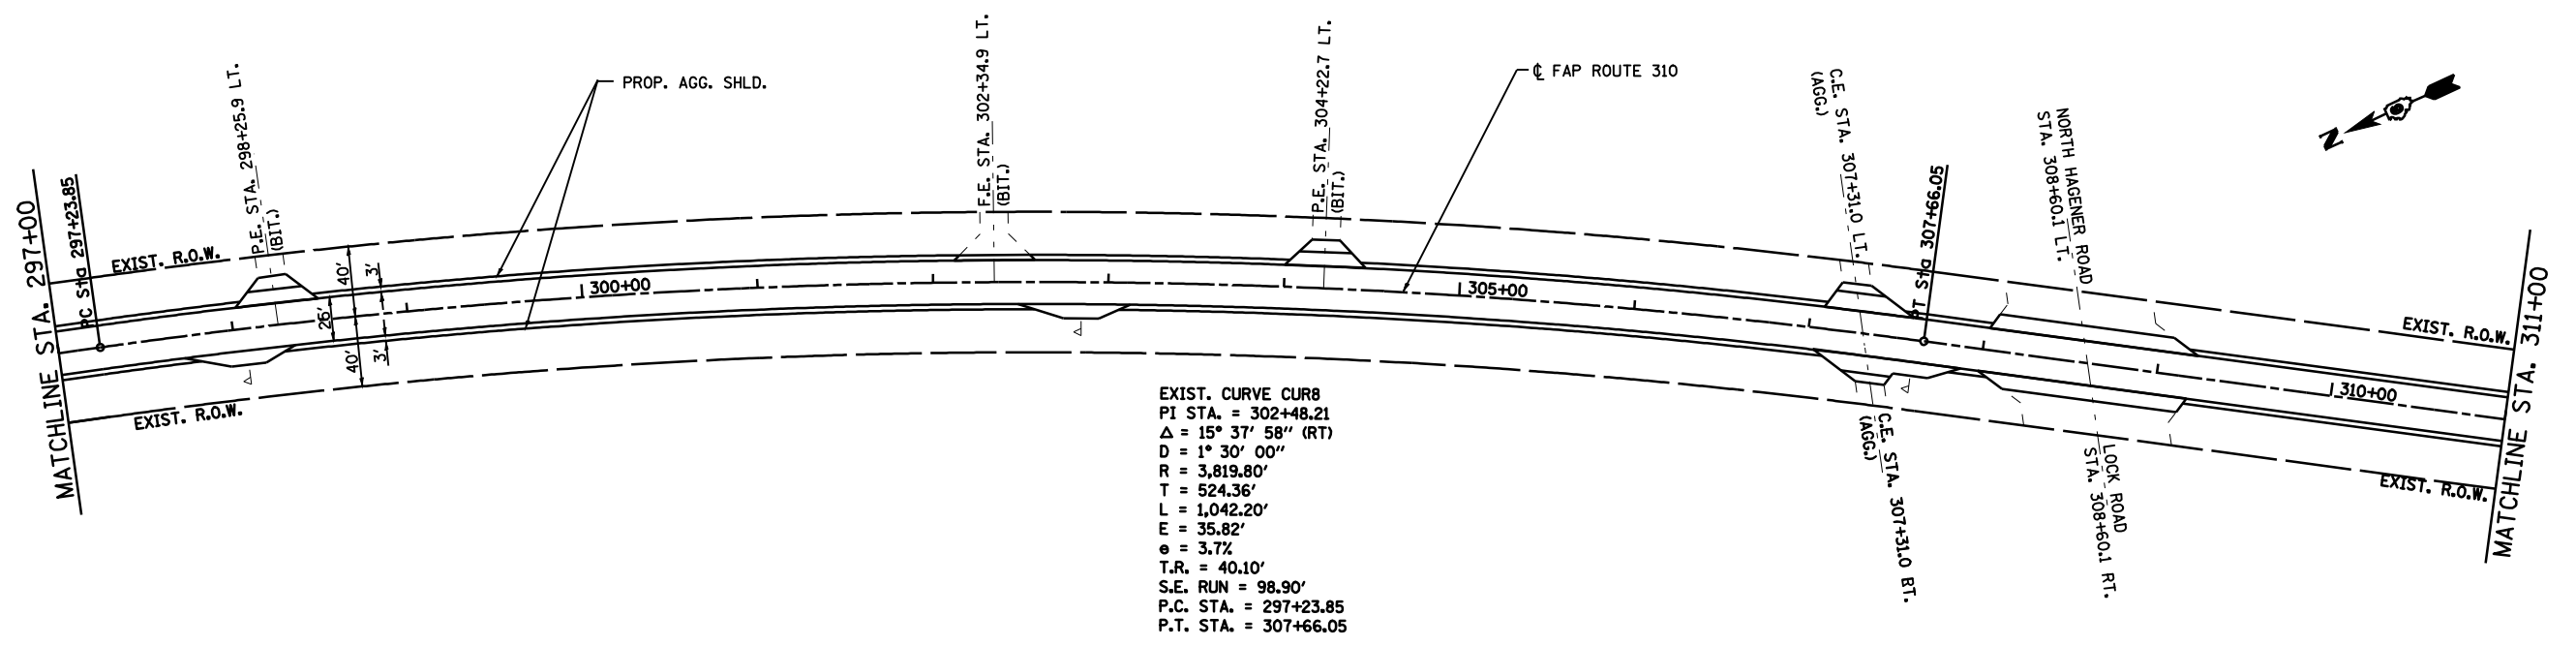 MATCHLINE STA. 297+00
PC Sta 297+23.85
EXIST. R.O.W.
EXIST. R.O.W.
P.E. STA. 298+25.9 LT.
(BIT.)
40'
3'
26'
40'
3'
PROP. AGG. SHLD.
300+00
F.E. STA. 302+34.9 LT.
(BIT.)
P.E. STA. 304+22.7 LT.
(BIT.)
℄ FAP ROUTE 310
305+00
C.E. STA. 307+31.0 LT.
(AGG.)
PT Sta 307+66.05
NORTH HAGENER ROAD
STA. 308+60.1 LT.
N
C.E. STA. 307+31.0 RT.
(AGG.)
LOCK ROAD
STA. 308+60.1 RT.
310+00
EXIST. R.O.W.
EXIST. R.O.W.
MATCHLINE STA. 311+00
EXIST. CURVE CUR8
PI STA. = 302+48.21
Δ = 15° 37' 58" (RT)
D = 1° 30' 00"
R = 3,819.80'
T = 524.36'
L = 1,042.20'
E = 35.82'
e = 3.7%
T.R. = 40.10'
S.E. RUN = 98.90'
P.C. STA. = 297+23.85
P.T. STA. = 307+66.05